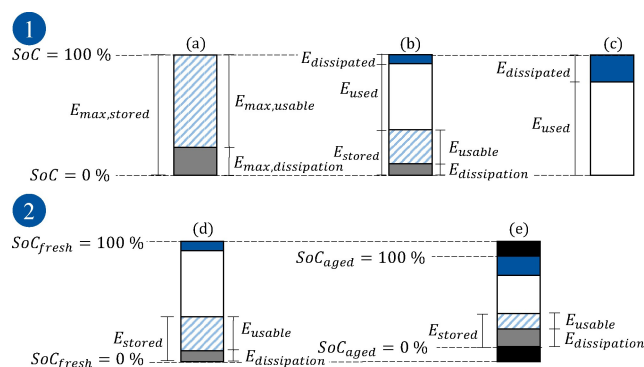 1
(a)
(b)
(c)
SoC = 100 %
E_dissipated
E_dissipated
E_used
E_max,stored
E_max,usable
E_used
E_stored
E_usable
E_max,dissipation
E_dissipation
SoC = 0 %
2
(d)
(e)
SoC_fresh = 100 %
SoC_aged = 100 %
E_stored
E_usable
E_stored
E_usable
E_dissipation
SoC_fresh = 0 %
E_dissipation
SoC_aged = 0 %